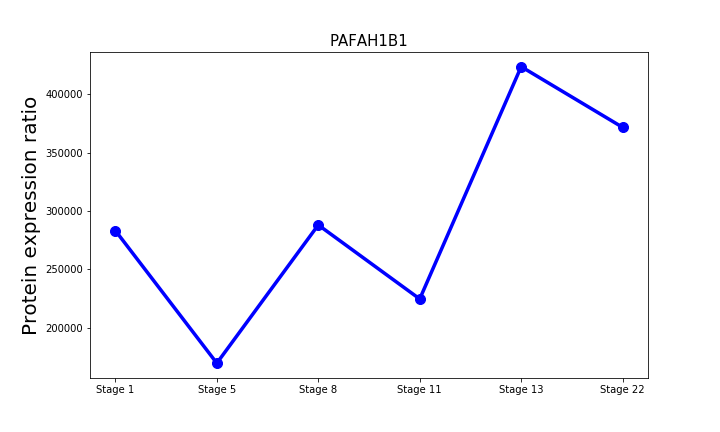 PAFAH1B1
Protein expression ratio
400000
350000
300000
250000
200000
Stage 1 Stage 5 Stage 8 Stage 11 Stage 13 Stage 22